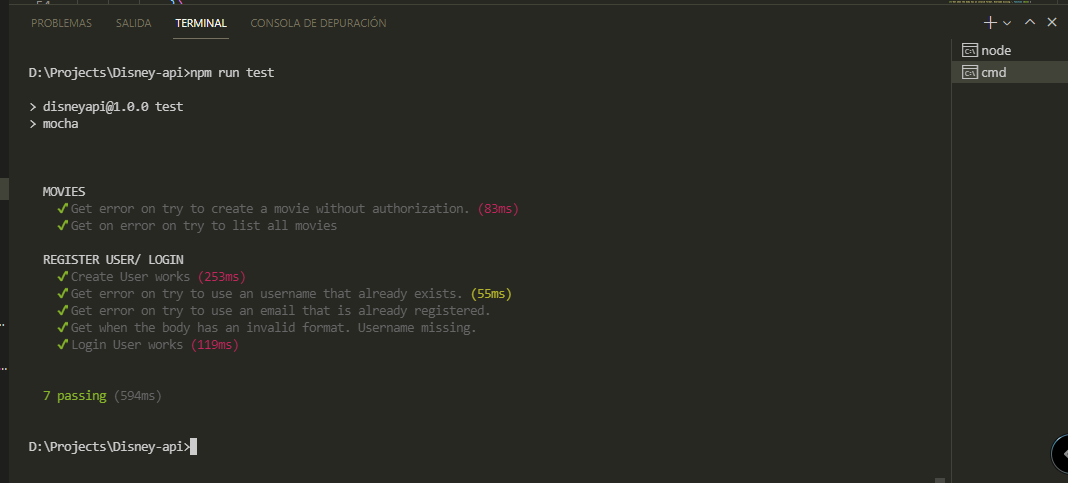 PROBLEMAS SALIDA TERMINAL CONSOLA DE DEPURACIÓN
node
cmd
D:\Projects\Disney-api>npm run test
> disneyapi@1.0.0 test
> mocha
MOVIES
✓ Get error on try to create a movie without authorization. (83ms)
✓ Get on error on try to list all movies
REGISTER USER/ LOGIN
✓ Create User works (253ms)
✓ Get error on try to use an username that already exists. (55ms)
✓ Get error on try to use an email that is already registered.
✓ Get when the body has an invalid format. Username missing.
✓ Login User works (119ms)
7 passing (594ms)
D:\Projects\Disney-api>